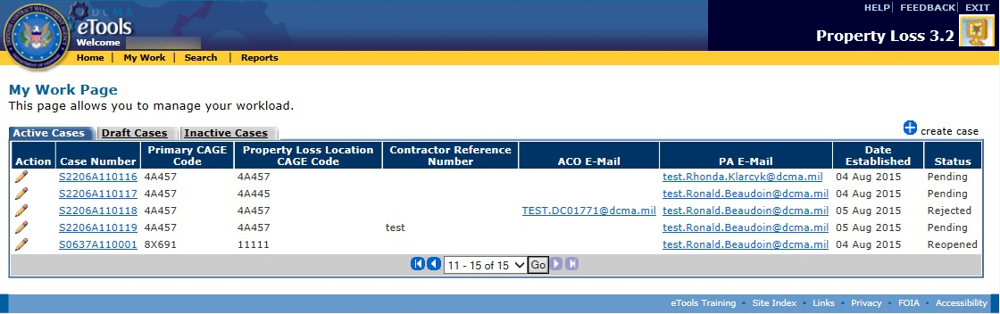 HELP | FEEDBACK | EXIT
DCMA
eTools
Welcome
Property Loss 3.2
Home | My Work | Search | Reports
My Work Page
This page allows you to manage your workload.
Active Cases Draft Cases Inactive Cases create case
Action Case Number Primary CAGE Code Property Loss Location CAGE Code Contractor Reference Number ACO E-Mail PA E-Mail Date Established Status
S2206A110116 4A457 4A457 test.Rhonda.Klarcyk@dcma.mil 04 Aug 2015 Pending
S2206A110117 4A457 4A445 test.Ronald.Beaudoin@dcma.mil 04 Aug 2015 Pending
S2206A110118 4A457 4A457 TEST.DC01771@dcma.mil test.Ronald.Beaudoin@dcma.mil 05 Aug 2015 Rejected
S2206A110119 4A457 4A457 test test.Ronald.Beaudoin@dcma.mil 05 Aug 2015 Pending
S0637A110001 8X691 11111 test.Ronald.Beaudoin@dcma.mil 04 Aug 2015 Reopened
11 - 15 of 15 Go
eTools Training Site Index Links Privacy FOIA Accessibility